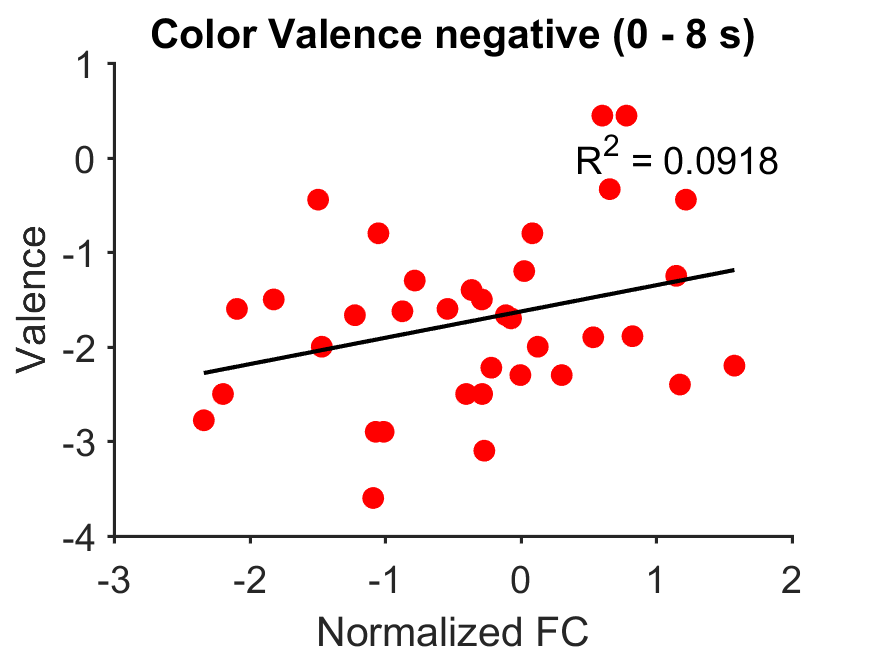 Color Valence negative (0 - 8 s)
1
0
-1
-2
-3
-4
Valence
R² = 0.0918
-3 -2 -1 0 1 2
Normalized FC